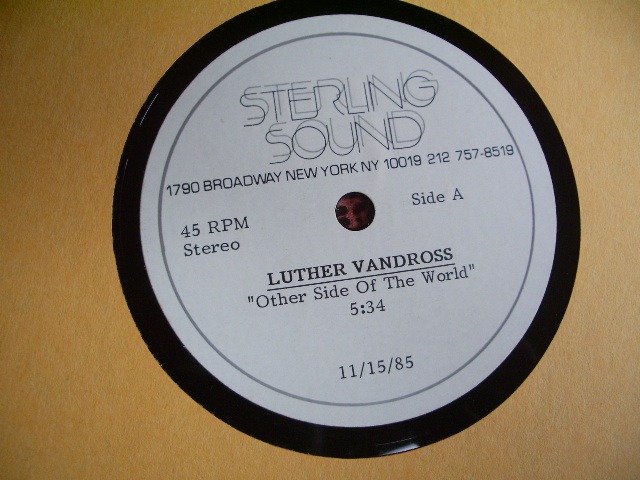 STERLING
SOUND
1790 BROADWAY NEW YORK NY 10019 212 757-8519
45 RPM
Stereo
Side A
LUTHER VANDROSS
"Other Side Of The World"
5:34
11/15/85